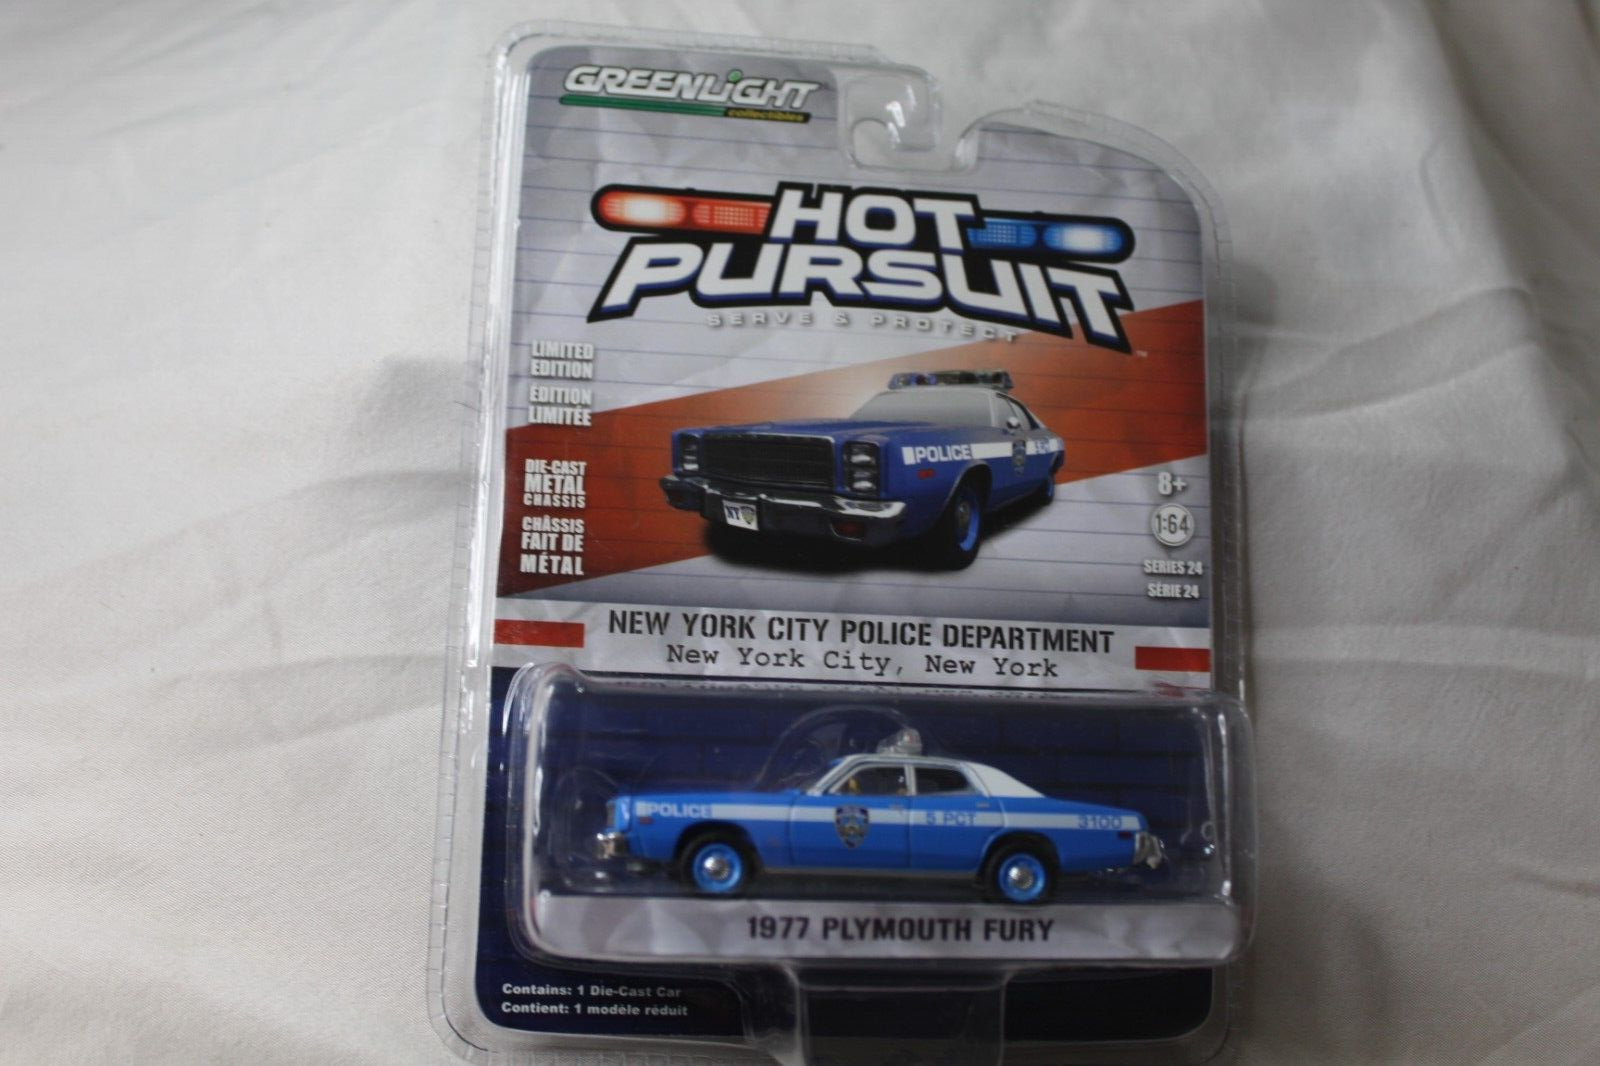 GREENLiGHT
collectibles
HOT
PURSUIT
SERVE & PROTECT
™
LIMITED
EDITION
ÉDITION
LIMITÉE
DIE-CAST
METAL
CHASSIS
CHÂSSIS
FAIT DE
MÉTAL
POLICE
NY
8+
1:64
SERIES 24
SÉRIE 24
NEW YORK CITY POLICE DEPARTMENT
New York City, New York
POLICE
5 PCT
3100
1977 PLYMOUTH FURY
Contains: 1 Die-Cast Car
Contient: 1 modèle réduit